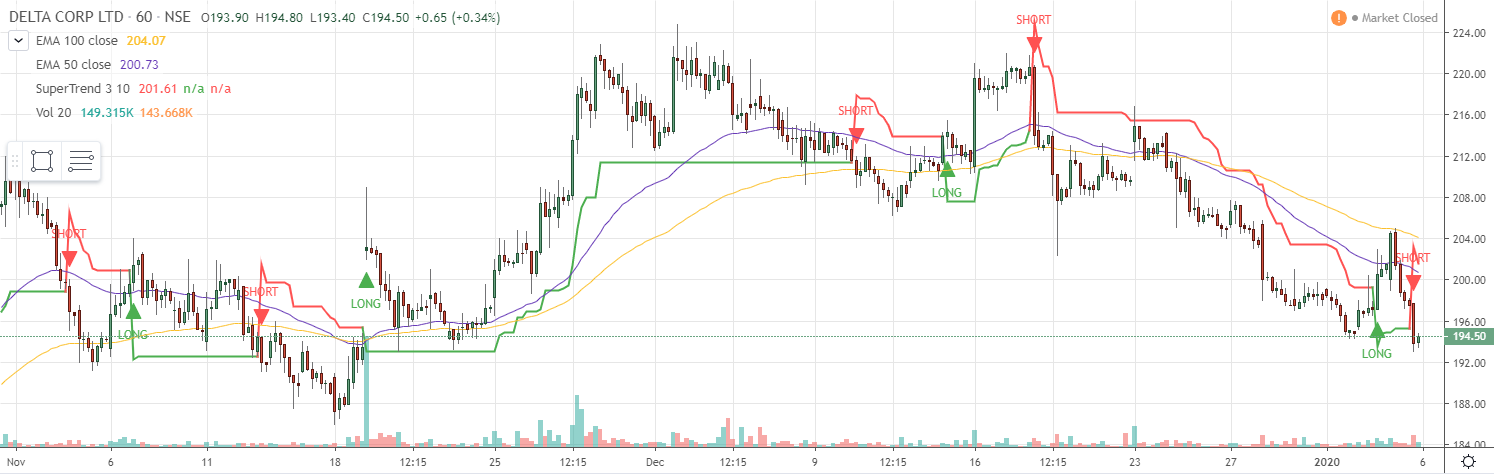 DELTA CORP LTD · 60 · NSE O193.90 H194.80 L193.40 C194.50 +0.65 (+0.34%)
! Market Closed
EMA 100 close 204.07
EMA 50 close 200.73
SuperTrend 3 10 201.61 n/a n/a
Vol 20 149.315K 143.668K
SHORT
SHORT
SHORT
SHORT
SHORT
LONG
LONG
LONG
LONG
224.00
220.00
216.00
212.00
208.00
204.00
200.00
196.00
194.50
192.00
188.00
184.00
Nov 6 11 18 12:15 25 12:15 Dec 12:15 9 12:15 16 12:15 23 27 2020 6